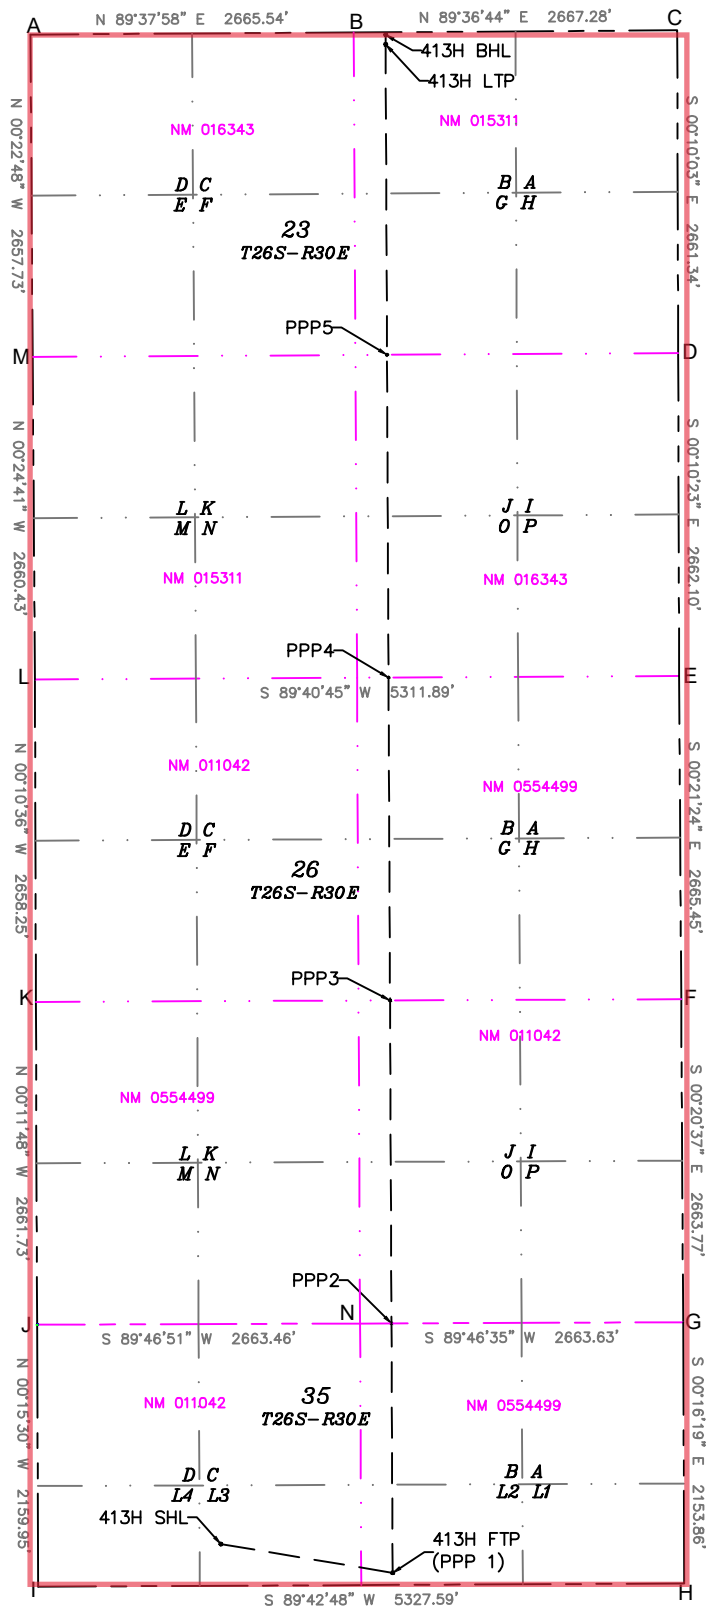 A
N 89°37'58" E 2665.54'
B
N 89°36'44" E 2667.28'
C
413H BHL
413H LTP
N 00°22'48" W 2657.73'
S 00°10'03" E 2661.34'
NM 016343
NM 015311
D C
E F
B A
G H
23
T26S-R30E
PPP5
M
D
N 00°24'41" W 2660.43'
S 00°10'23" E 2662.10'
L K
M N
J I
O P
NM 015311
NM 016343
PPP4
L
E
S 89°40'45" W 5311.89'
N 00°10'36" W 2658.25'
S 00°21'24" E 2665.45'
NM 011042
NM 0554499
D C
E F
B A
G H
26
T26S-R30E
PPP3
K
F
NM 011042
NM 0554499
N 00°11'48" W 2661.73'
S 00°20'37" E 2663.77'
L K
M N
J I
O P
PPP2
J
N
G
S 89°46'51" W 2663.46'
S 89°46'35" W 2663.63'
N 00°15'30" W 2159.95'
S 00°16'19" E 2153.86'
NM 011042
35
T26S-R30E
NM 0554499
D C
L4 L3
B A
L2 L1
413H SHL
413H FTP
(PPP 1)
I
S 89°42'48" W 5327.59'
H